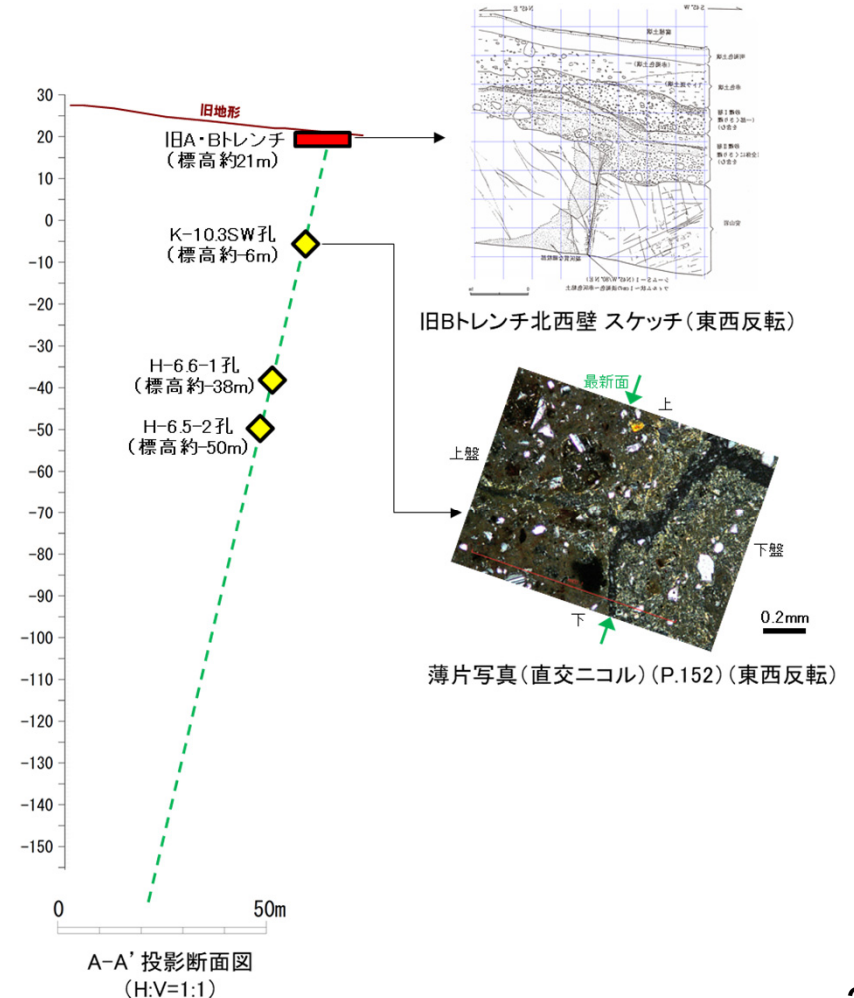 30
20
10
0
-10
-20
-30
-40
-50
-60
-70
-80
-90
-100
-110
-120
-130
-140
-150
旧地形
旧A・Bトレンチ
(標高約21m)
K-10.3SW孔
(標高約-6m)
H-6.6-1孔
(標高約-38m)
H-6.5-2孔
(標高約-50m)
0 50m
A-A’投影断面図
(H:V=1:1)
旧Bトレンチ北西壁 スケッチ(東西反転)
最新面
上
上盤
下盤
下
0.2mm
薄片写真(直交ニコル)(P.152)(東西反転)